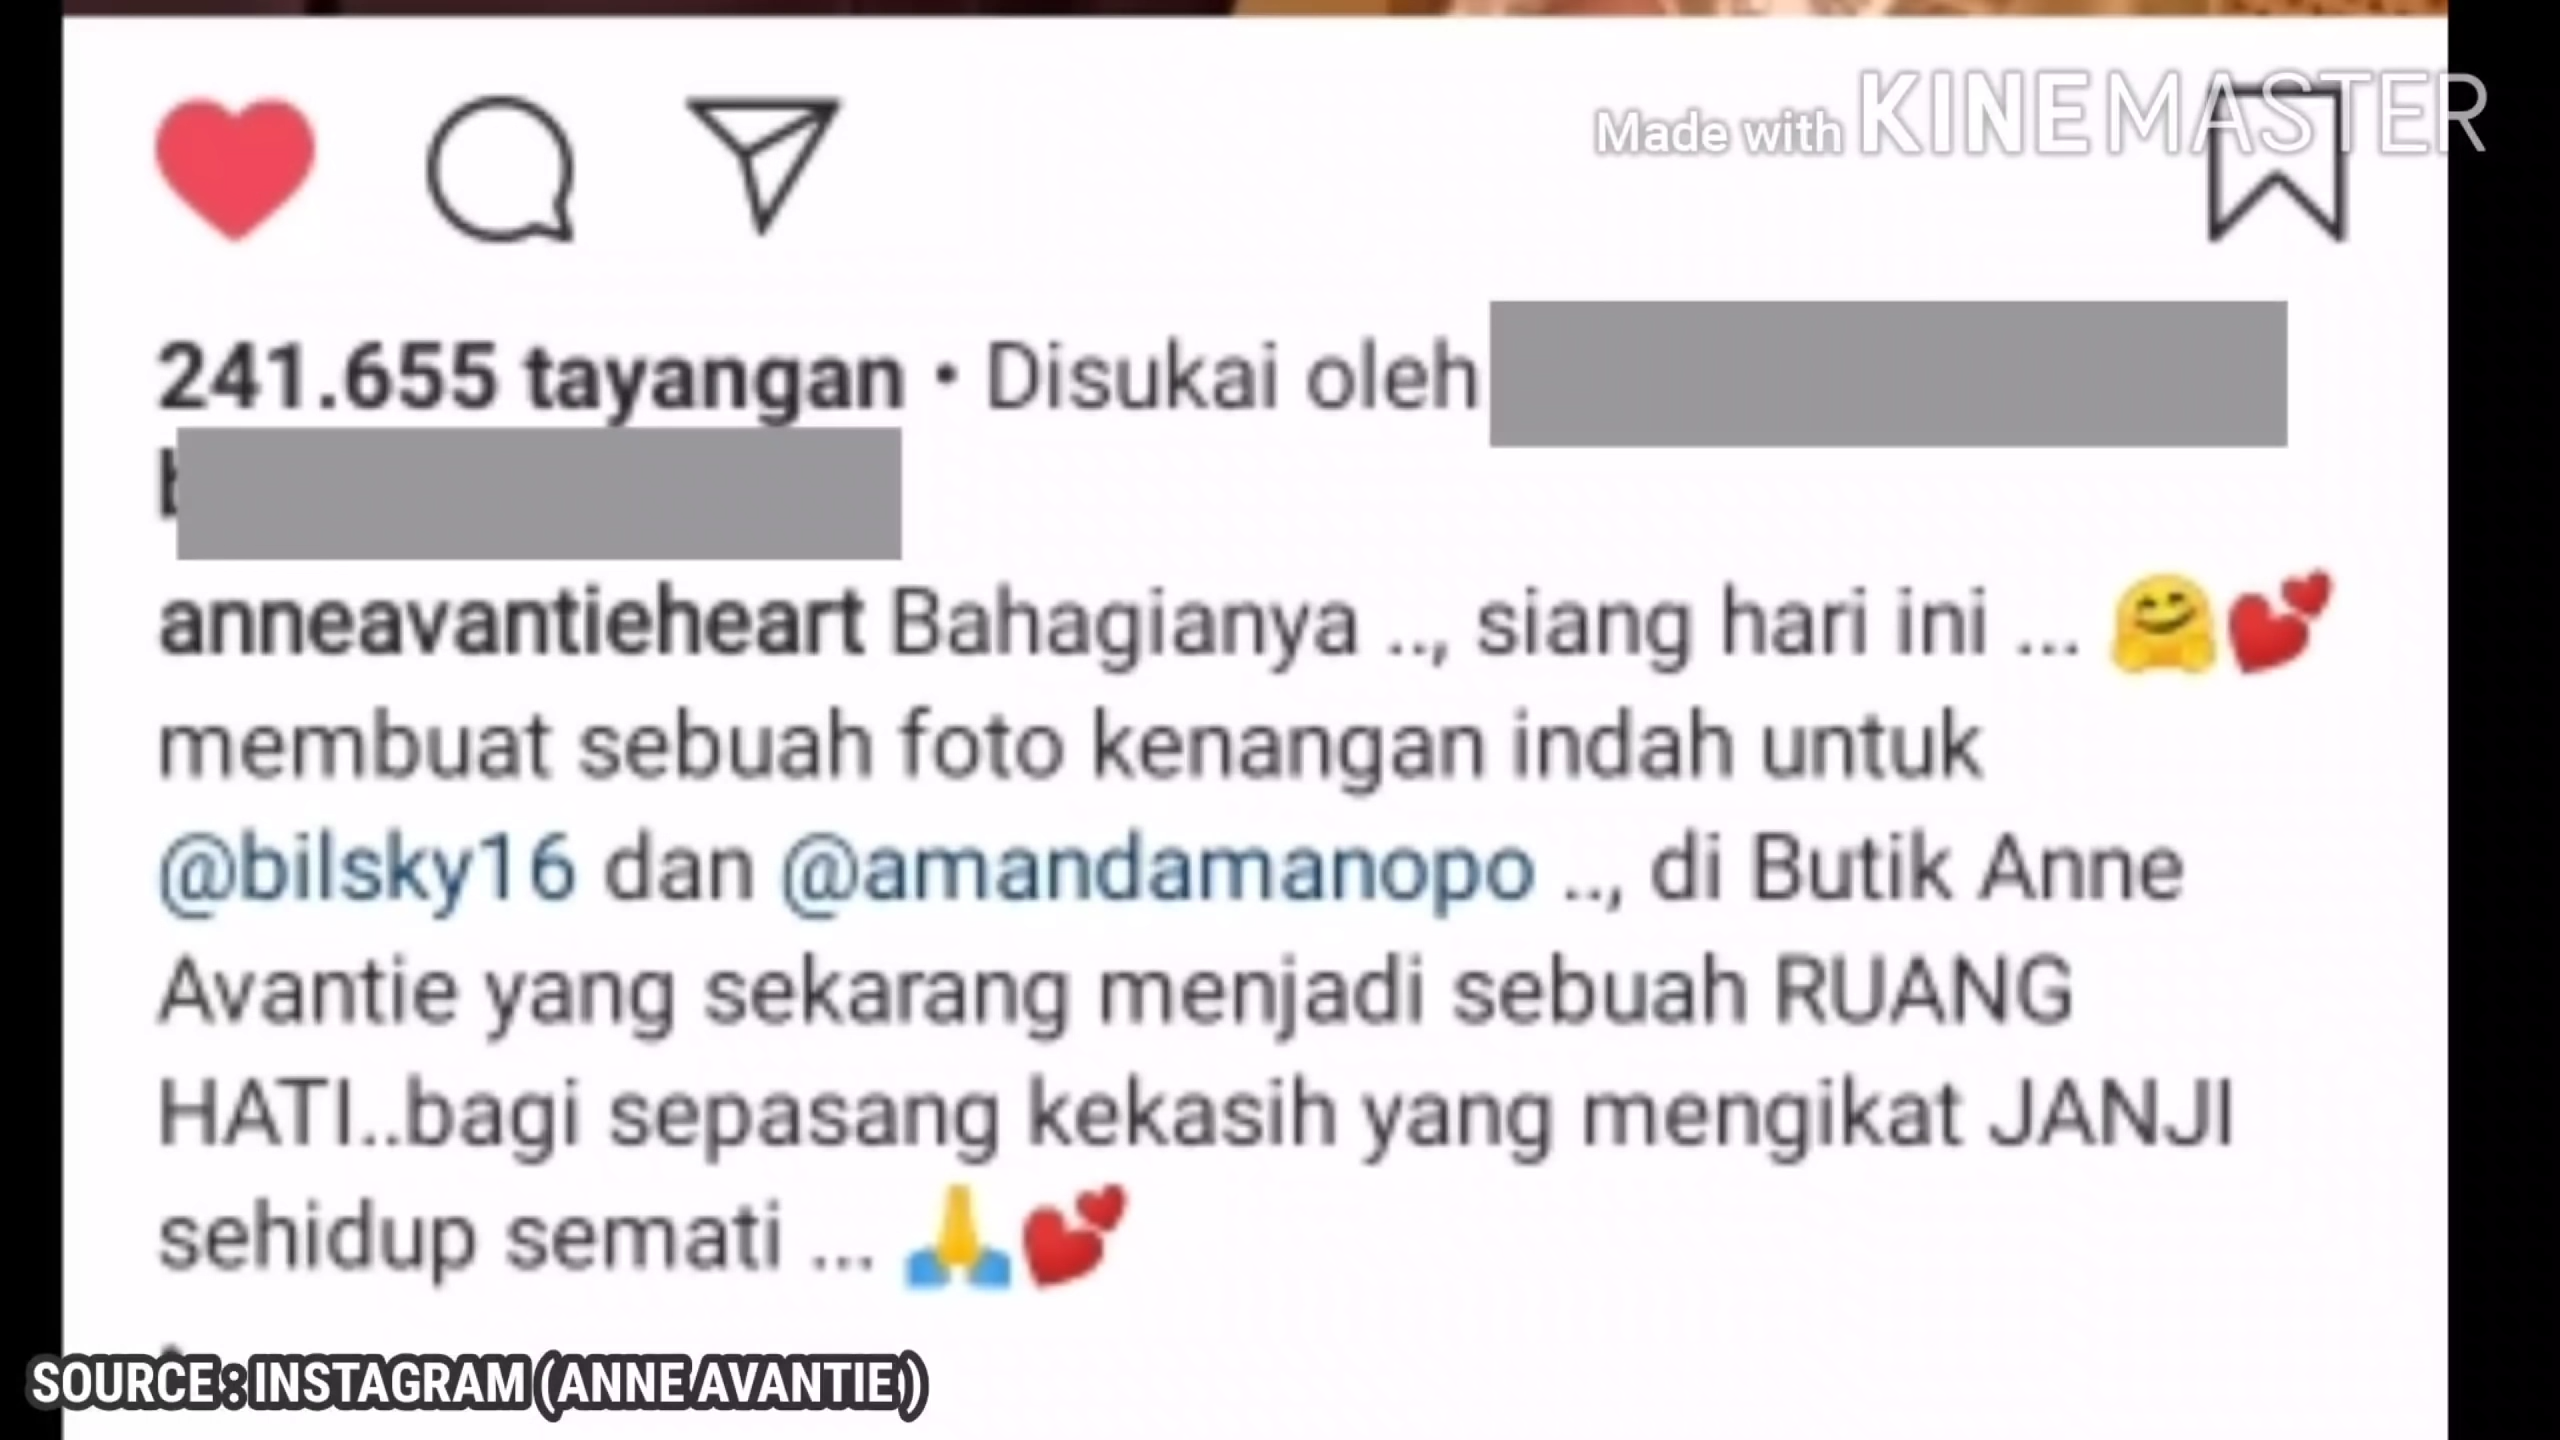 Made with KINEMASTER
241.655 tayangan • Disukai oleh
anneavantieheart Bahagianya .., siang hari ini ... 🤗💕
membuat sebuah foto kenangan indah untuk
@bilsky16 dan @amandamanopo .., di Butik Anne
Avantie yang sekarang menjadi sebuah RUANG
HATI..bagi sepasang kekasih yang mengikat JANJI
sehidup semati ... 🙏💕
SOURCE : INSTAGRAM (ANNE AVANTIE)